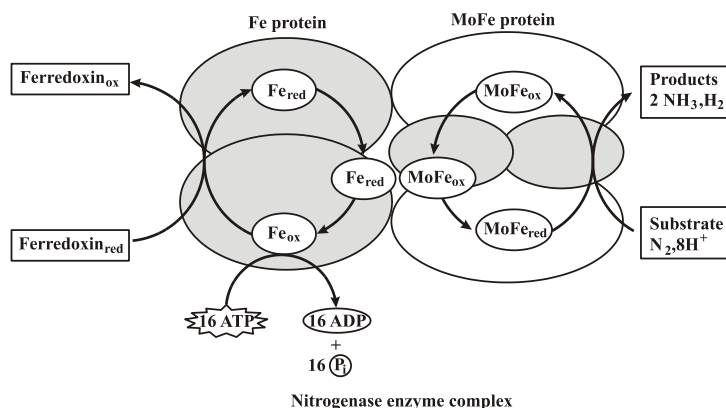 Fe protein
MoFe protein
Ferredoxin_ox
Fe_red
MoFe_ox
Products
2 NH₃,H₂
Fe_red
MoFe_ox
Ferredoxin_red
Fe_ox
MoFe_red
Substrate
N₂,8H⁺
16 ATP
16 ADP
+
16 Pᵢ
Nitrogenase enzyme complex